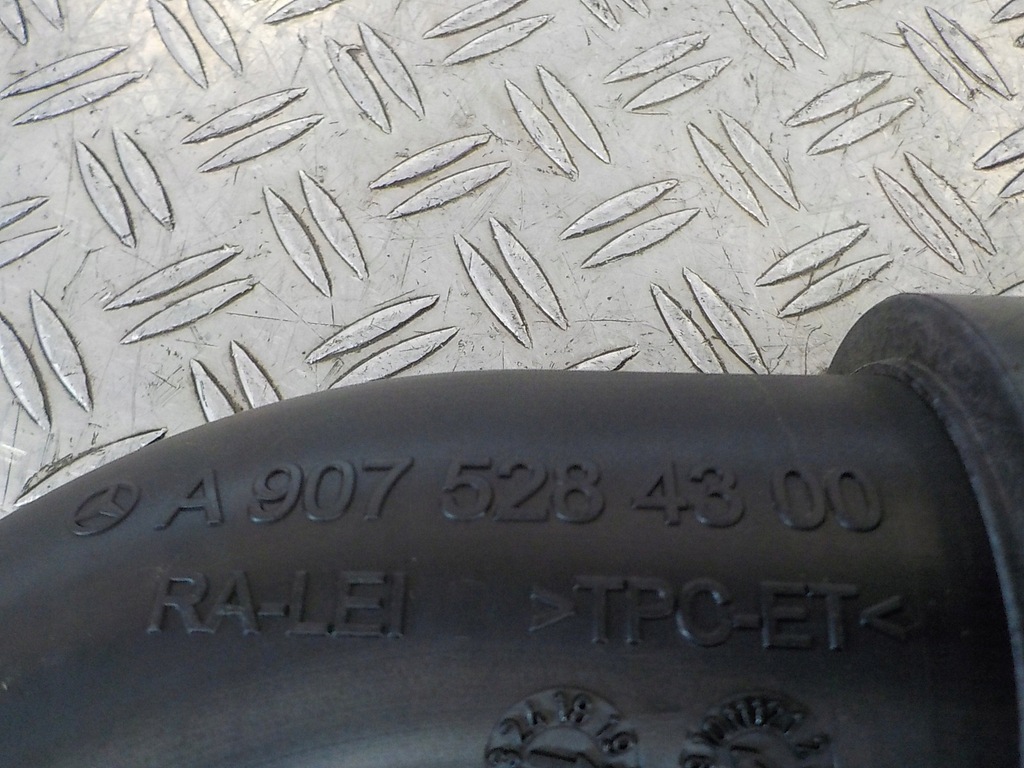 A 907 528 43 00
RA-LEI >TPC-ET<